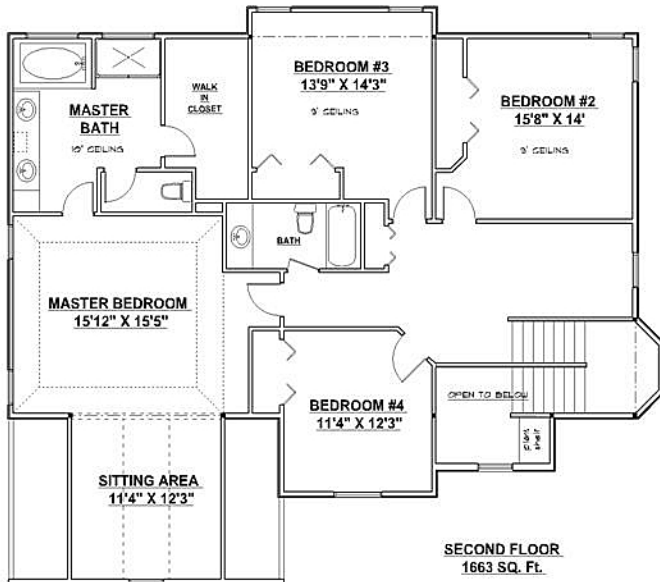 BEDROOM #3
13'9" X 14'3"
9' CEILING
WALK
IN
CLOSET
BEDROOM #2
15'8" X 14'
9' CEILING
MASTER
BATH
10' CEILING
BATH
MASTER BEDROOM
15'12" X 15'5"
OPEN TO BELOW
BEDROOM #4
11'4" X 12'3"
plant
shelf
SITTING AREA
11'4" X 12'3"
SECOND FLOOR
1663 SQ. Ft.